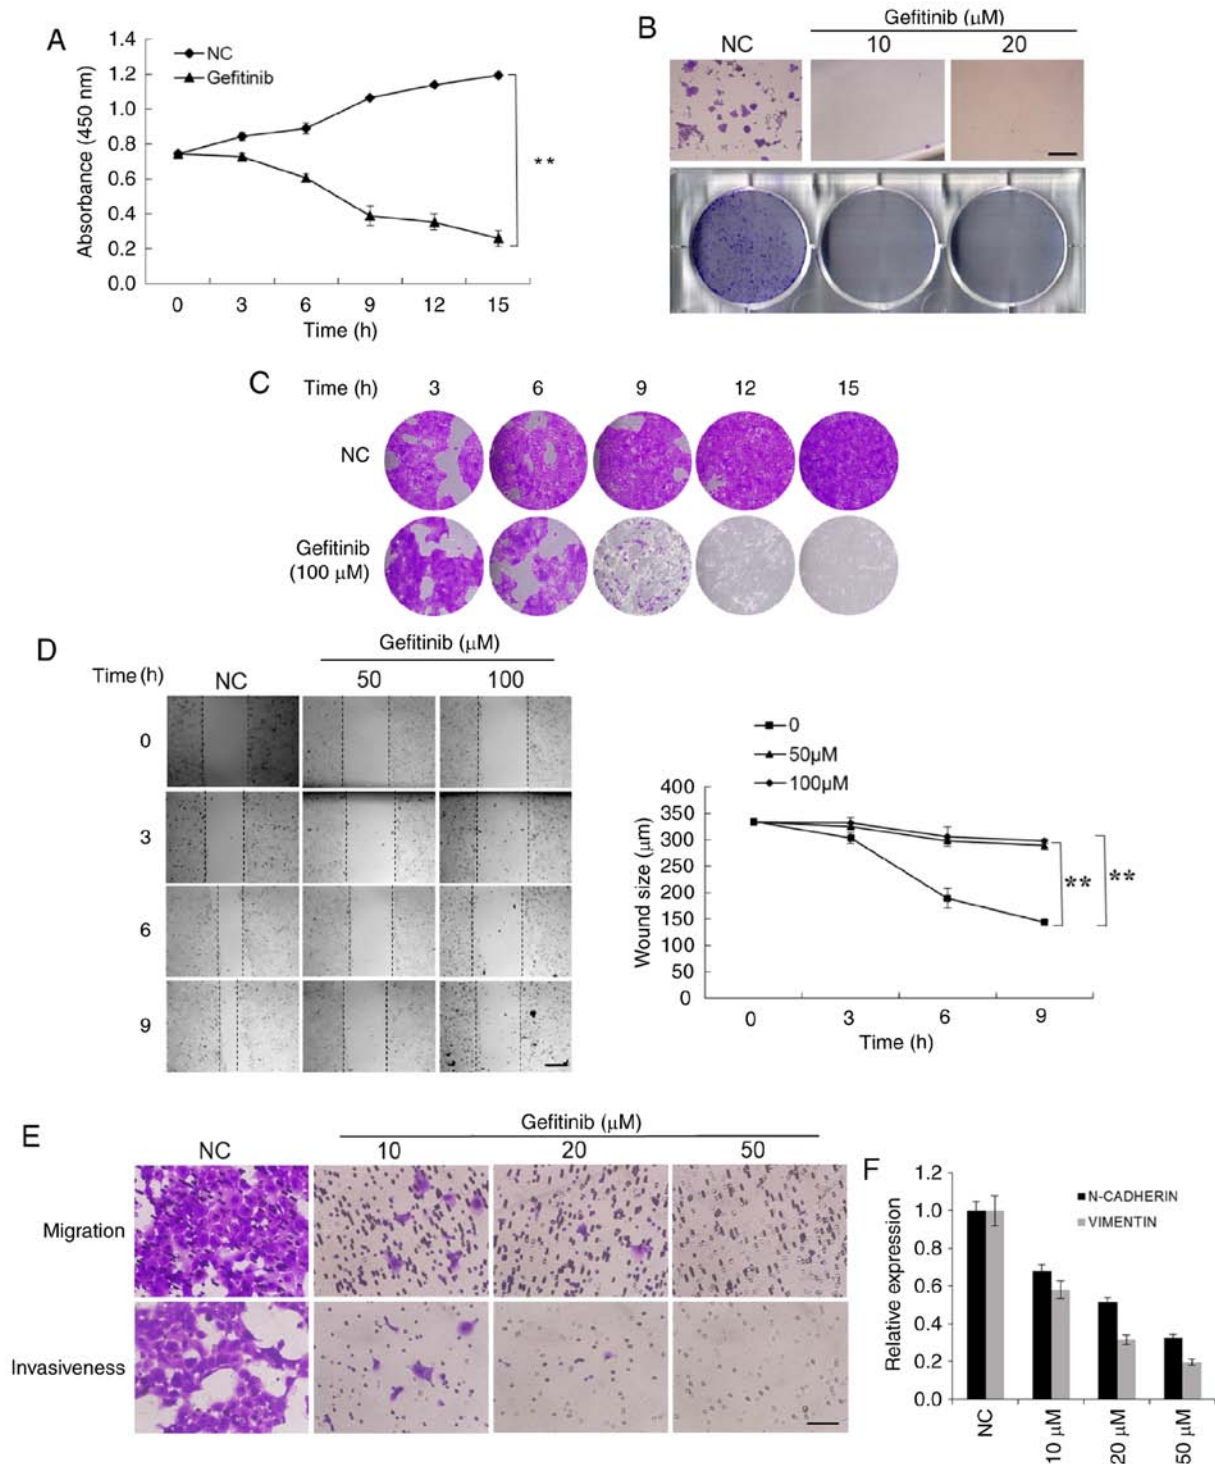 A
1.4
1.2
1.0
0.8
0.6
0.4
0.2
0.0
Absorbance (450 nm)
NC
Gefitinib
**
0 3 6 9 12 15
Time (h)
B
Gefitinib (μM)
NC 10 20
C
Time (h) 3 6 9 12 15
NC
Gefitinib
(100 μM)
D
Gefitinib (μM)
Time (h) NC 50 100
0
3
6
9
0
50μM
100μM
400
350
300
250
200
150
100
50
0
Wound size (μm)
** **
0 3 6 9
Time (h)
E
Gefitinib (μM)
NC 10 20 50
Migration
Invasiveness
F
1.2
1.0
0.8
0.6
0.4
0.2
0.0
Relative expression
N-CADHERIN
VIMENTIN
NC 10 μM 20 μM 50 μM